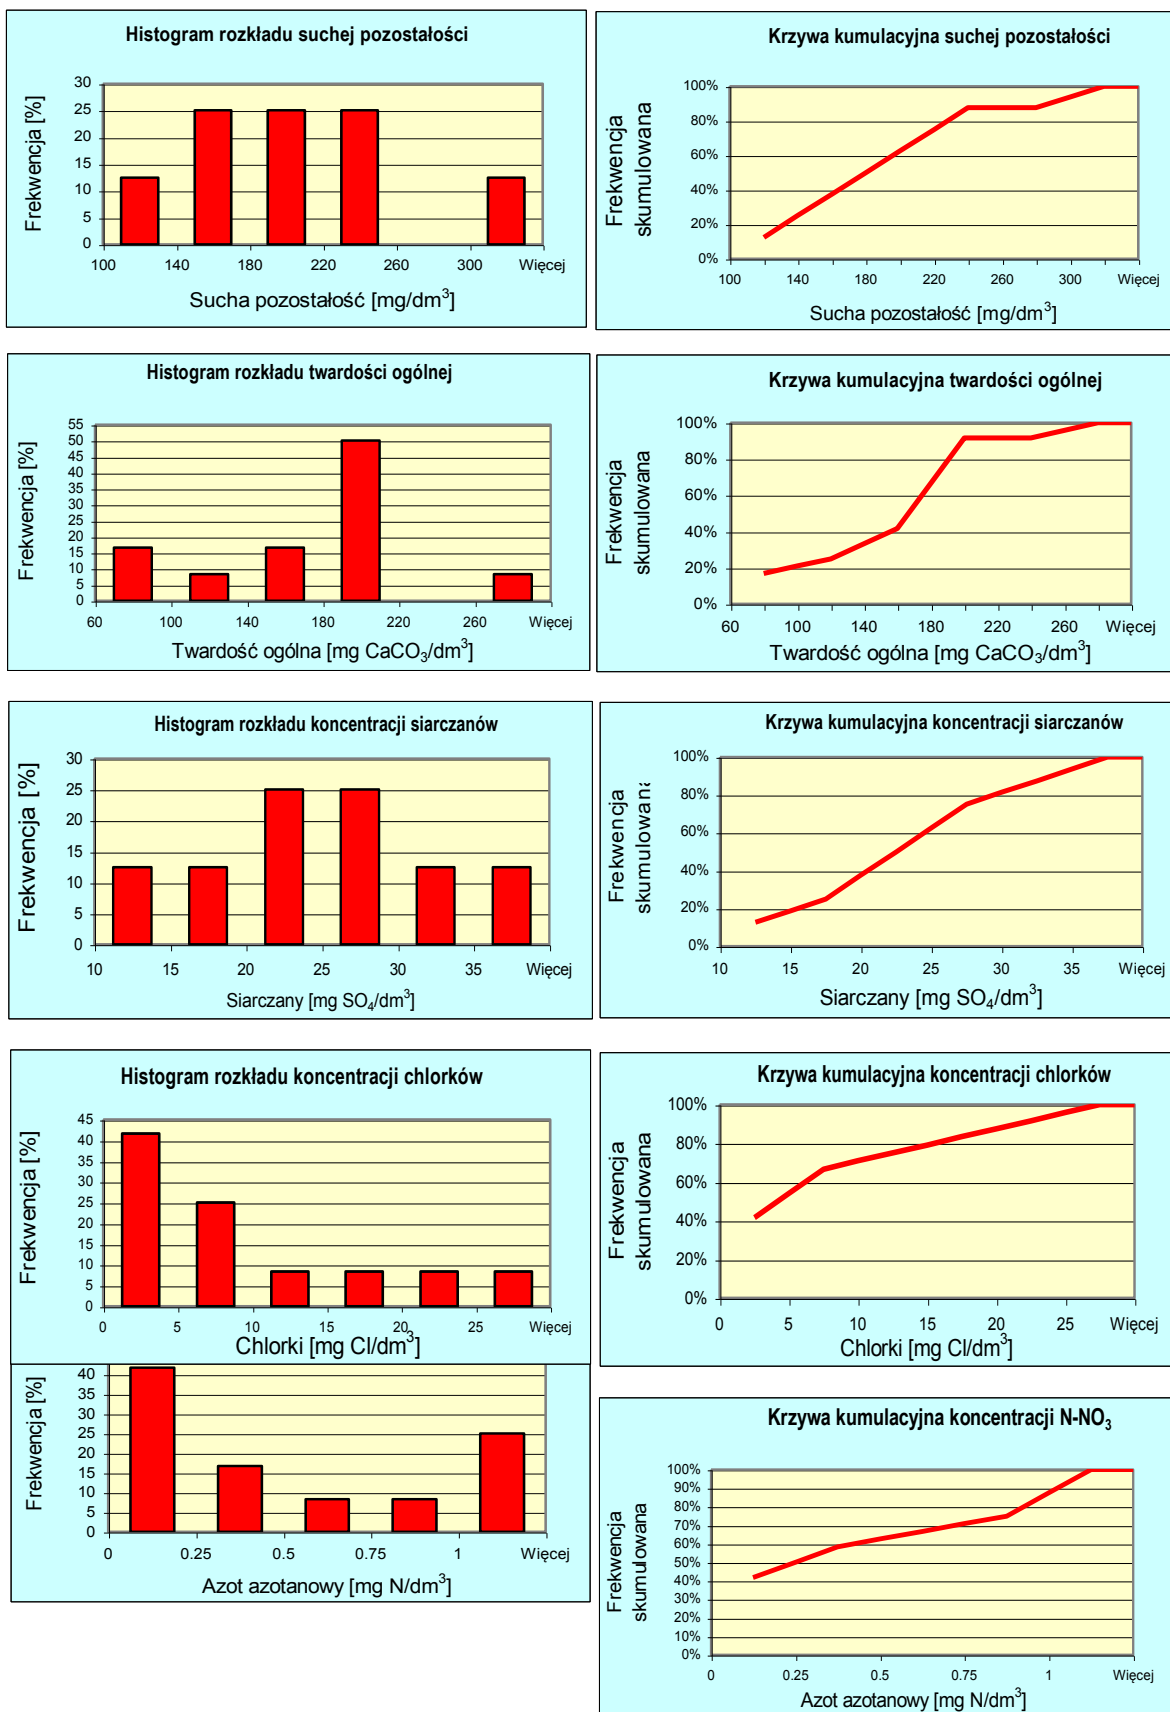 Histogram rozkładu suchej pozostałości
Frekwencja [%]
30
25
20
15
10
5
0
100 140 180 220 260 300 Więcej
Sucha pozostałość [mg/dm³]
Krzywa kumulacyjna suchej pozostałości
Frekwencja
skumulowana
100%
80%
60%
40%
20%
0%
100 140 180 220 260 300 Więcej
Sucha pozostałość [mg/dm³]
Histogram rozkładu twardości ogólnej
Frekwencja [%]
55
50
45
40
35
30
25
20
15
10
5
0
60 100 140 180 220 260 Więcej
Twardość ogólna [mg CaCO₃/dm³]
Krzywa kumulacyjna twardości ogólnej
Frekwencja
skumulowana
100%
80%
60%
40%
20%
0%
60 100 140 180 220 260 Więcej
Twardość ogólna [mg CaCO₃/dm³]
Histogram rozkładu koncentracji siarczanów
Frekwencja [%]
30
25
20
15
10
5
0
10 15 20 25 30 35 Więcej
Siarczany [mg SO₄/dm³]
Krzywa kumulacyjna koncentracji siarczanów
Frekwencja
skumulowana
100%
80%
60%
40%
20%
0%
10 15 20 25 30 35 Więcej
Siarczany [mg SO₄/dm³]
Histogram rozkładu koncentracji chlorków
Frekwencja [%]
45
40
35
30
25
20
15
10
5
0
0 5 10 15 20 25 Więcej
Chlorki [mg Cl/dm³]
Krzywa kumulacyjna koncentracji chlorków
Frekwencja
skumulowana
100%
80%
60%
40%
20%
0%
0 5 10 15 20 25 Więcej
Chlorki [mg Cl/dm³]
Frekwencja [%]
40
35
30
25
20
15
10
5
0
0 0.25 0.5 0.75 1 Więcej
Azot azotanowy [mg N/dm³]
Krzywa kumulacyjna koncentracji N-NO₃
Frekwencja
skumulowana
100%
90%
80%
70%
60%
50%
40%
30%
20%
10%
0%
0 0.25 0.5 0.75 1 Więcej
Azot azotanowy [mg N/dm³]